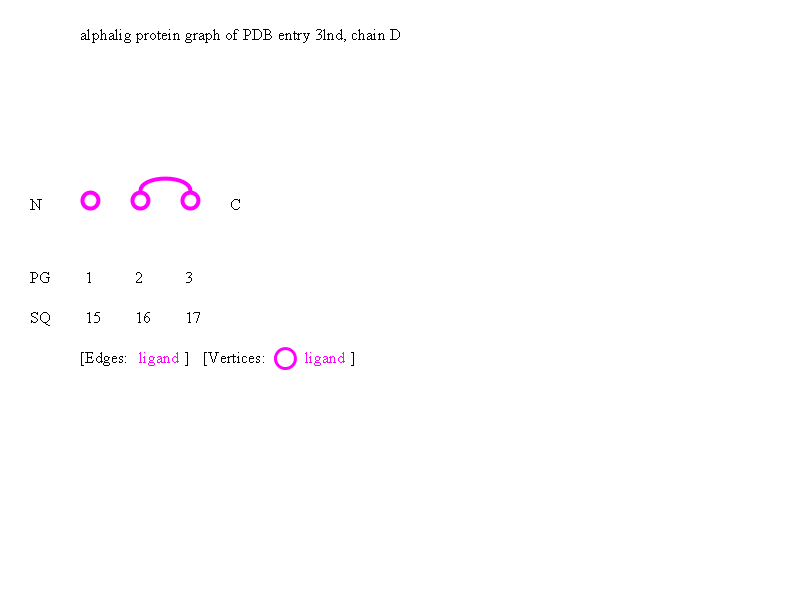 alphalig protein graph of PDB entry 3lnd, chain D
N C
PG 1 2 3
SQ 15 16 17
[Edges: ligand ] [Vertices: ligand ]